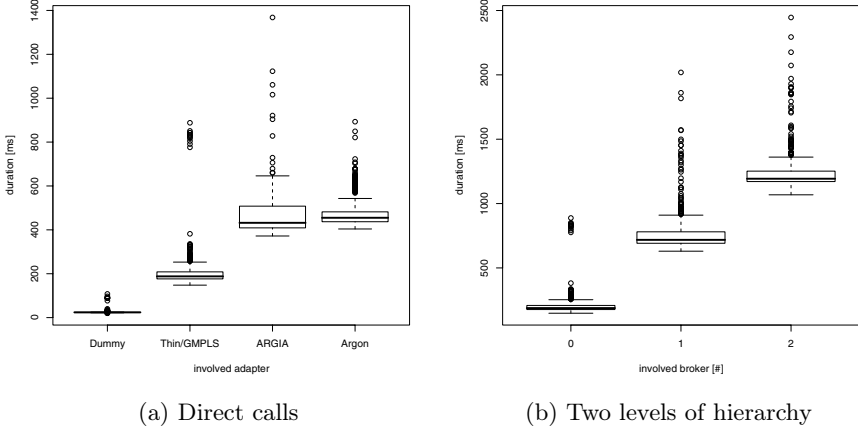 duration [ms]
1400
1200
1000
800
600
400
200
0
Dummy
Thin/GMPLS
ARGIA
Argon
involved adapter
(a) Direct calls
duration [ms]
2500
2000
1500
1000
500
0
1
2
involved broker [#]
(b) Two levels of hierarchy